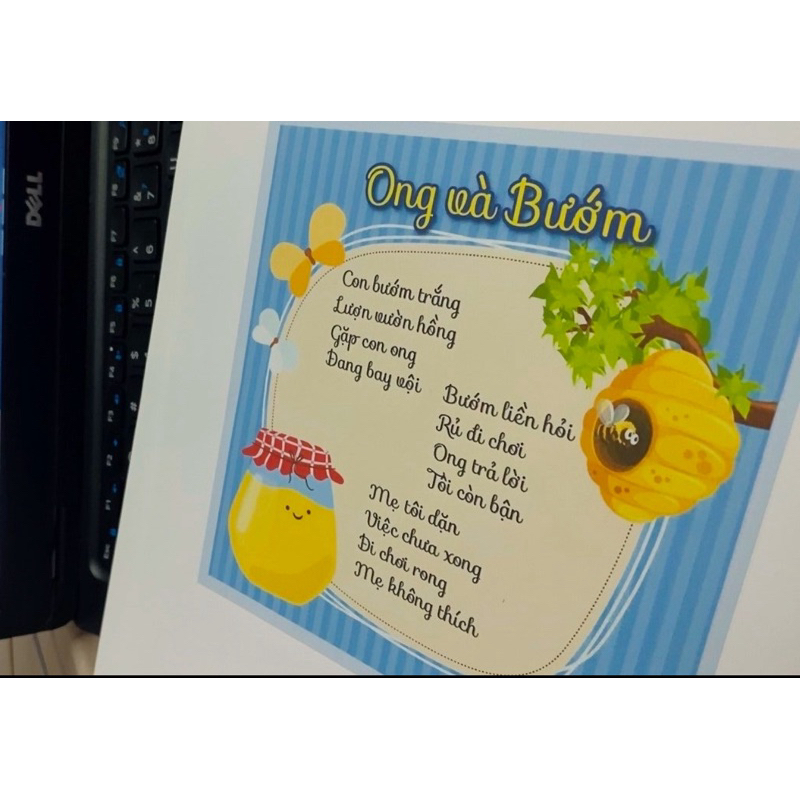 DELL
Ong và Bướm
Con bướm trắng
Lượn vườn hồng
Gặp con ong
Đang bay vội
Bướm liền hỏi
Rủ đi chơi
Ong trả lời
Tôi còn bận
Mẹ tôi dặn
Việc chưa xong
Đi chơi rong
Mẹ không thích